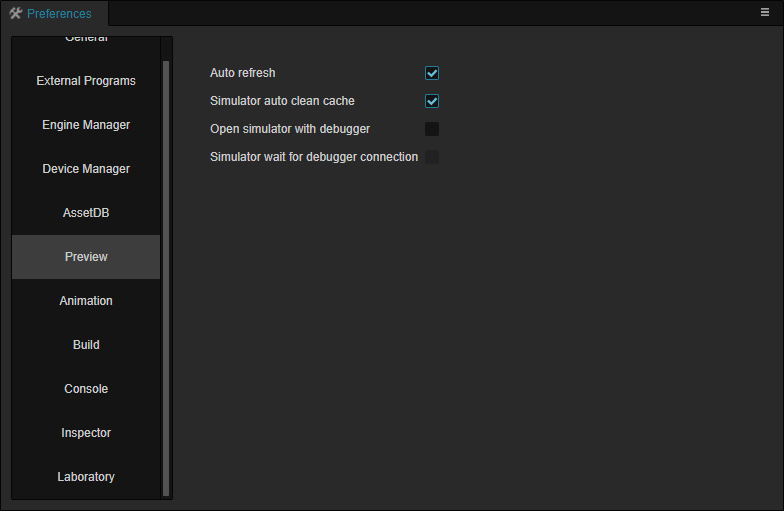 Preferences
General
External Programs
Engine Manager
Device Manager
AssetDB
Preview
Animation
Build
Console
Inspector
Laboratory
Auto refresh
Simulator auto clean cache
Open simulator with debugger
Simulator wait for debugger connection